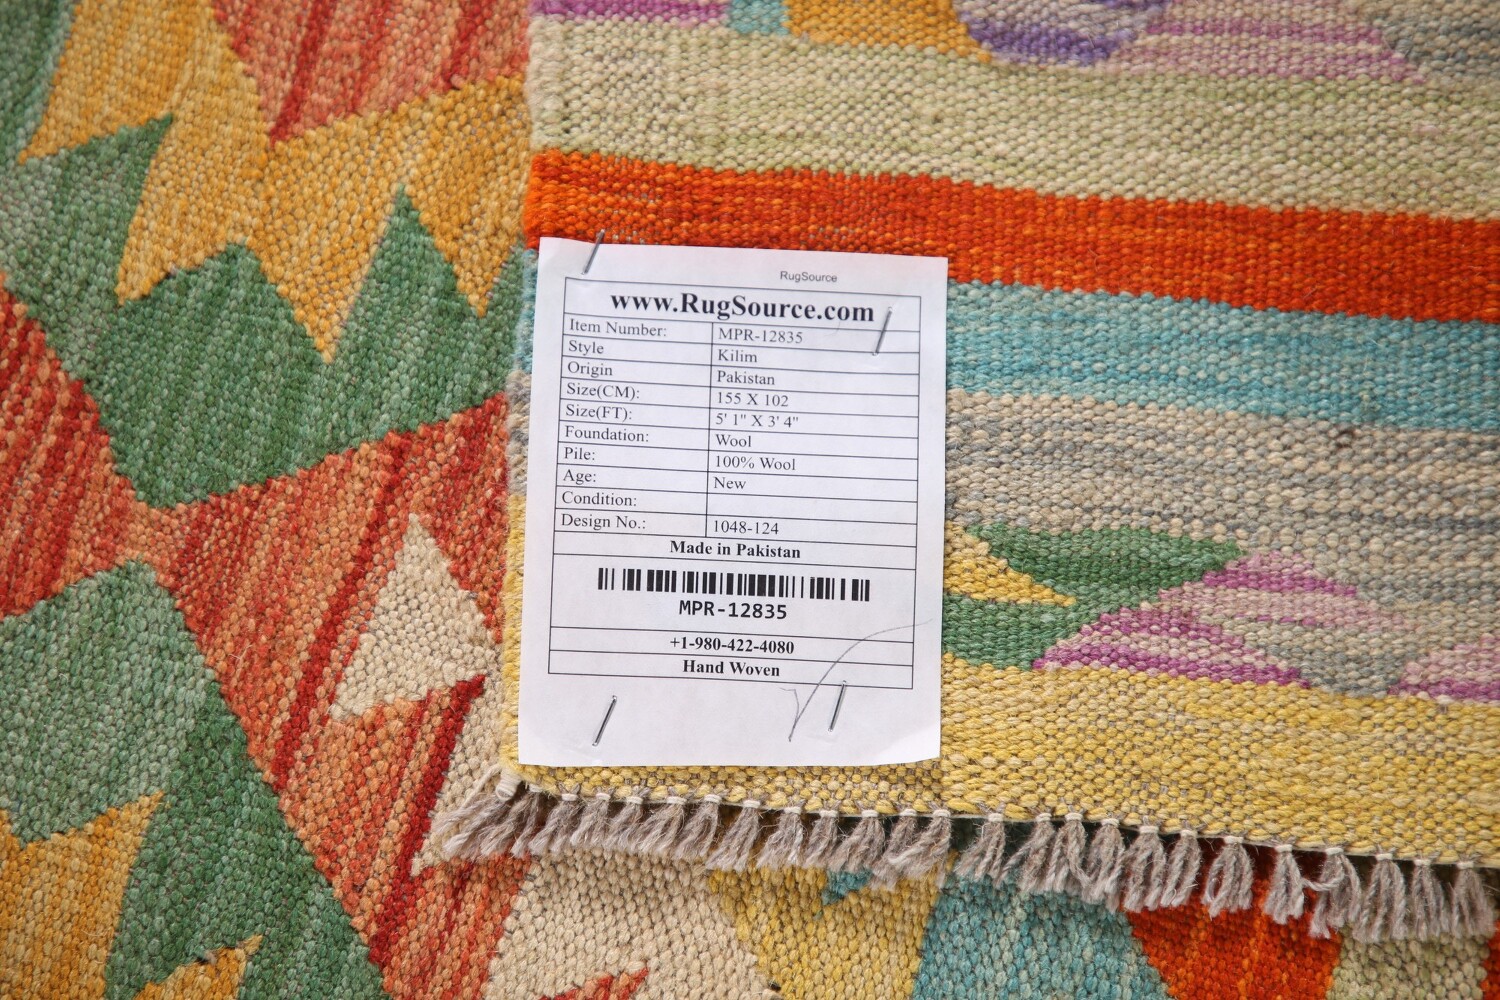 RugSource
www.RugSource.com
Item Number: MPR-12835
Style Kilim
Origin Pakistan
Size(CM): 155 X 102
Size(FT): 5' 1" X 3' 4"
Foundation: Wool
Pile: 100% Wool
Age: New
Condition:
Design No.: 1048-124
Made in Pakistan
MPR-12835
+1-980-422-4080
Hand Woven